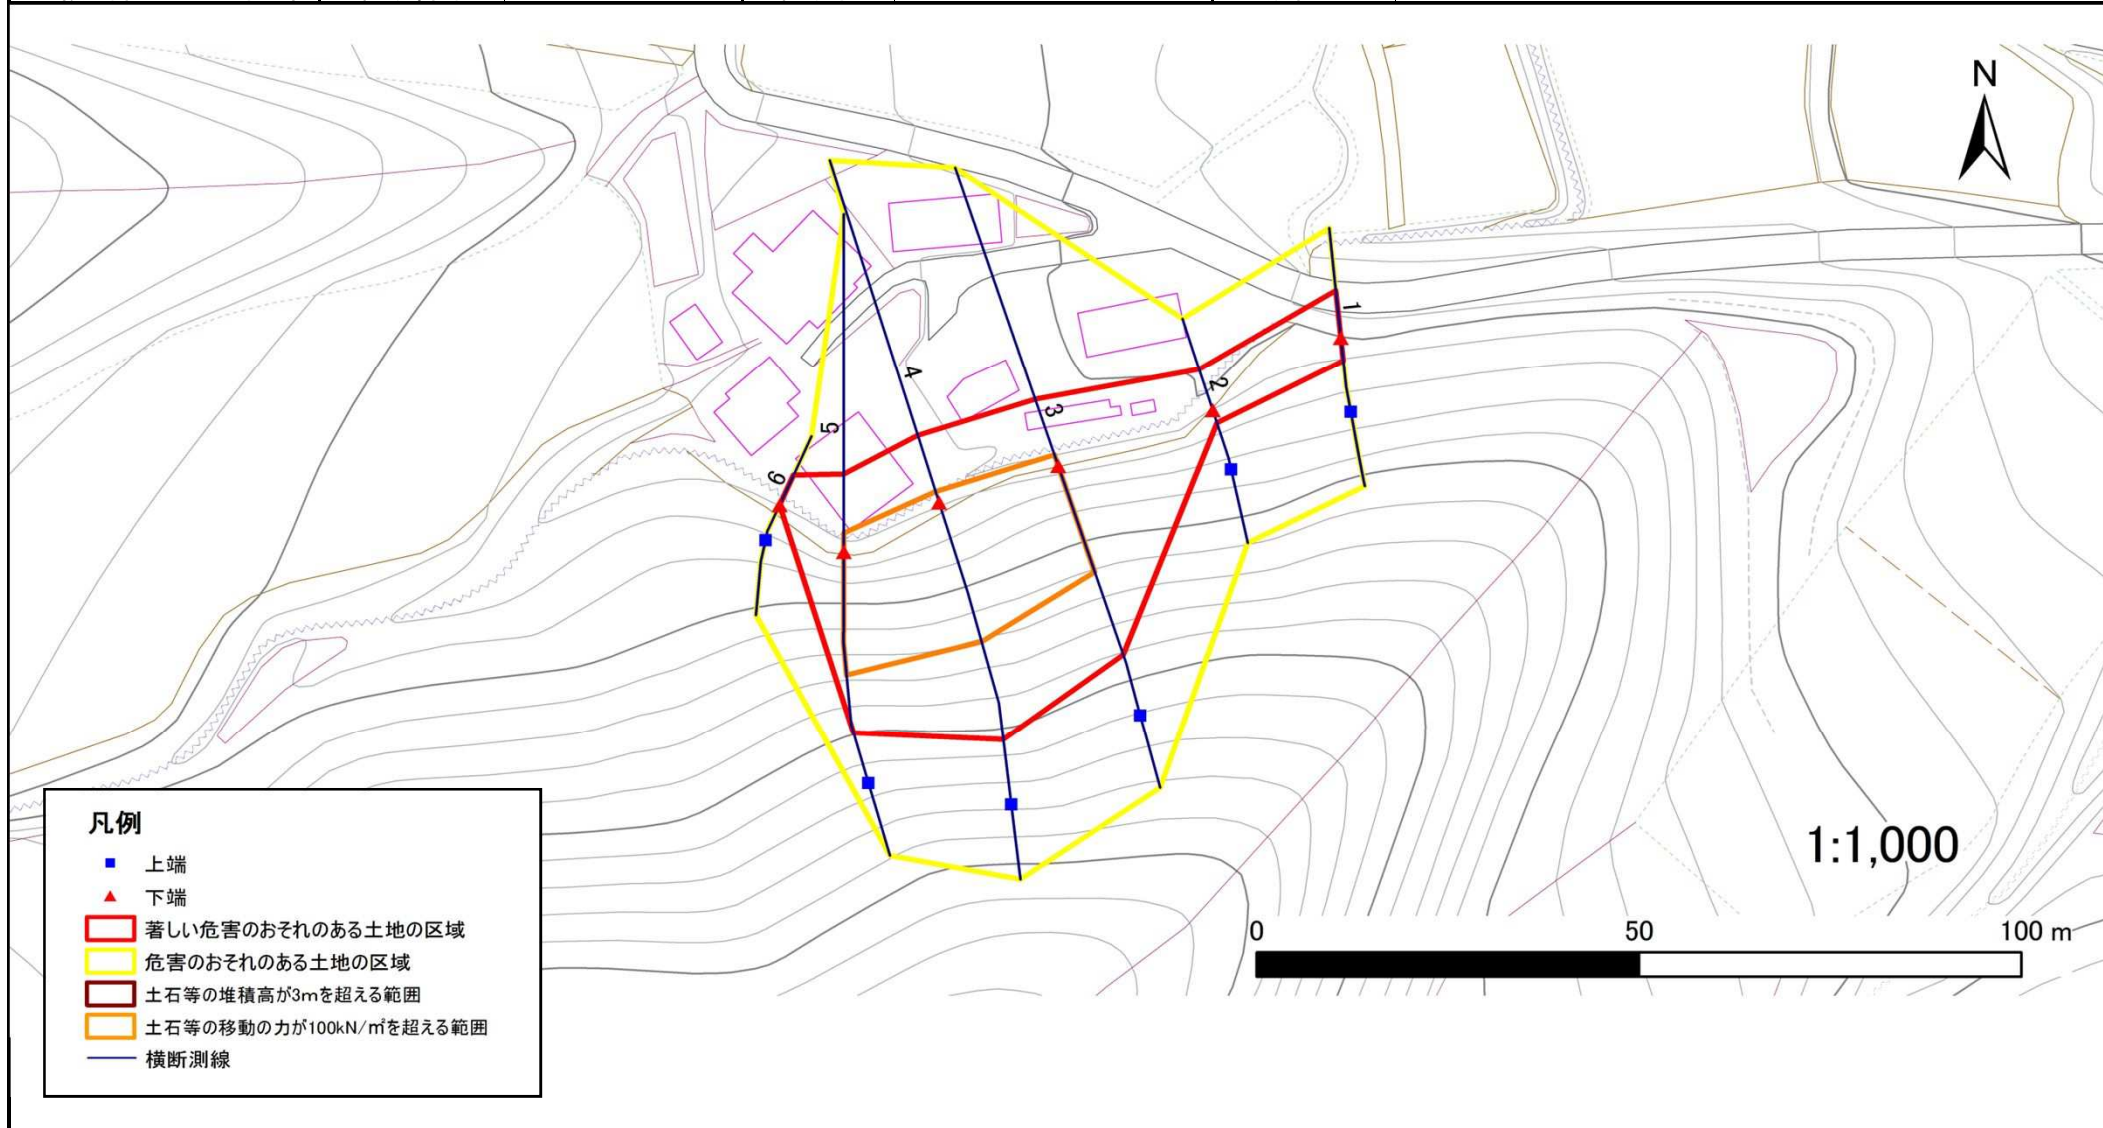 N
1
2
3
4
5
6
凡例
上端
下端
著しい危害のおそれのある土地の区域
危害のおそれのある土地の区域
土石等の堆積高が3mを超える範囲
土石等の移動の力が100kN/㎡を超える範囲
横断測線
1:1,000
0 50 100 m